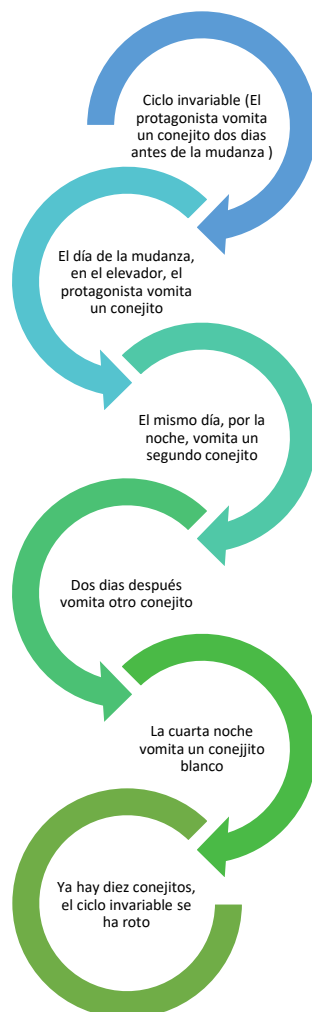 Ciclo invariable (El
protagonista vomita
un conejito dos dias
antes de la mudanza )
El día de la mudanza,
en el elevador, el
protagonista vomita
un conejito
El mismo día, por la
noche, vomita un
segundo conejito
Dos dias después
vomita otro conejito
La cuarta noche
vomita un conejjito
blanco
Ya hay diez conejitos,
el ciclo invariable se
ha roto